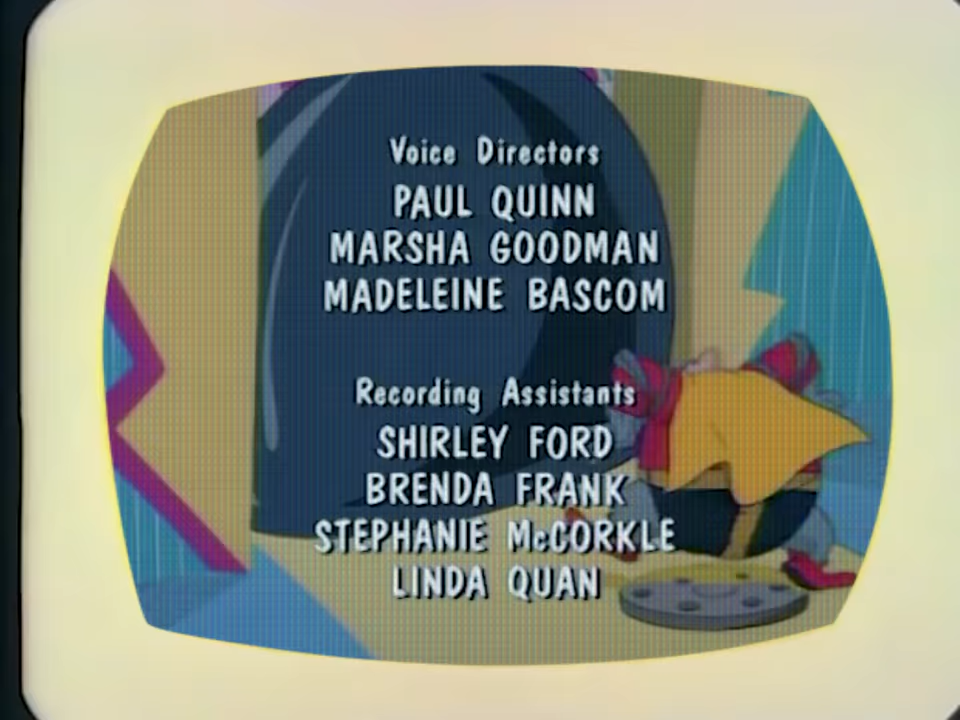 Voice Directors
PAUL QUINN
MARSHA GOODMAN
MADELEINE BASCOM
Recording Assistants
SHIRLEY FORD
BRENDA FRANK
STEPHANIE McCORKLE
LINDA QUAN